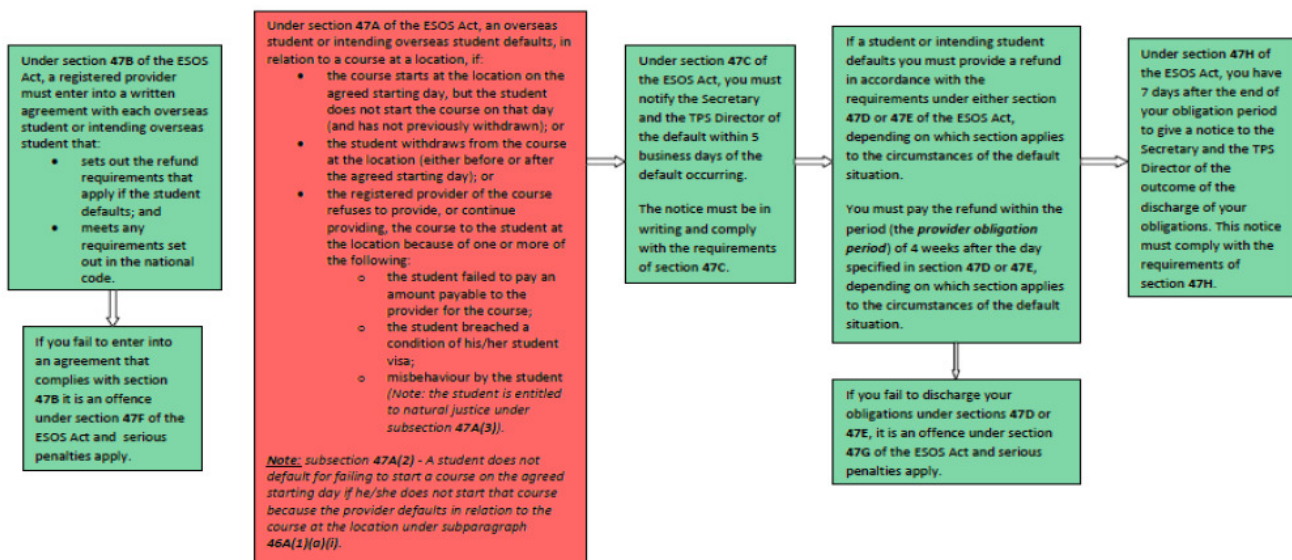 Under section 47B of the ESOS
Act, a registered provider
must enter into a written
agreement with each overseas
student or intending overseas
student that:
• sets out the refund
requirements that
apply if the student
defaults; and
• meets any
requirements set
out in the national
code.
If you fail to enter into
an agreement that
complies with section
47B it is an offence
under section 47F of the
ESOS Act and serious
penalties apply.
Under section 47A of the ESOS Act, an overseas
student or intending overseas student defaults, in
relation to a course at a location, if:
• the course starts at the location on the
agreed starting day, but the student
does not start the course on that day
(and has not previously withdrawn); or
• the student withdraws from the course
at the location (either before or after
the agreed starting day); or
• the registered provider of the course
refuses to provide, or continue
providing, the course to the student at
the location because of one or more of
the following:
o the student failed to pay an
amount payable to the
provider for the course;
o the student breached a
condition of his/her student
visa;
o misbehaviour by the student
(Note: the student is entitled
to natural justice under
subsection 47A(3)).
Note: subsection 47A(2) - A student does not
default for failing to start a course on the agreed
starting day if he/she does not start that course
because the provider defaults in relation to the
course at the location under subparagraph
46A(1)(a)(i).
Under section 47C of
the ESOS Act, you must
notify the Secretary
and the TPS Director of
the default within 5
business days of the
default occurring.
The notice must be in
writing and comply
with the requirements
of section 47C.
If a student or intending student
defaults you must provide a refund
in accordance with the
requirements under either section
47D or 47E of the ESOS Act,
depending on which section applies
to the circumstances of the default
situation.
You must pay the refund within the
period (the provider obligation
period) of 4 weeks after the day
specified in section 47D or 47E,
depending on which section applies
to the circumstances of the default
situation.
If you fail to discharge your
obligations under sections 47D or
47E, it is an offence under section
47G of the ESOS Act and serious
penalties apply.
Under section 47H of
the ESOS Act, you have
7 days after the end of
your obligation period
to give a notice to the
Secretary and the TPS
Director of the
outcome of the
discharge of your
obligations. This notice
must comply with the
requirements of
section 47H.